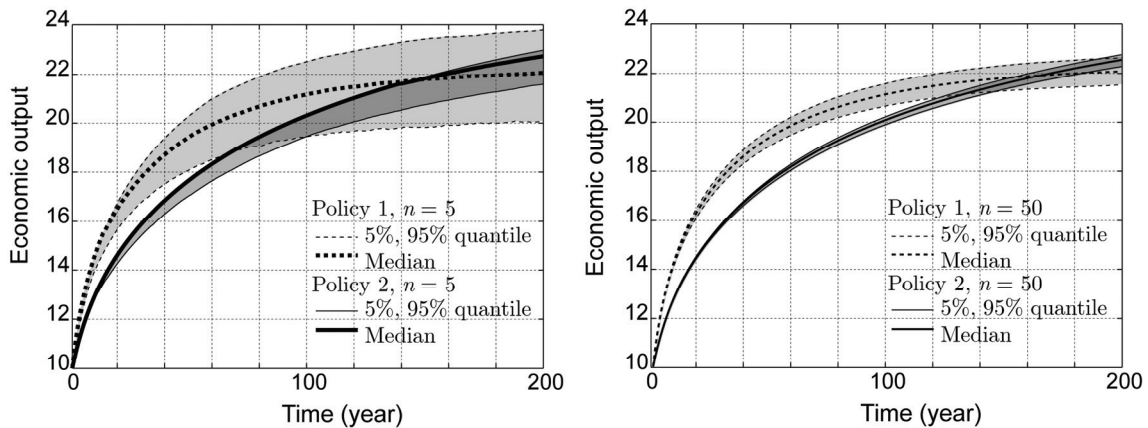 24
22
20
18
16
14
12
10
Economic output
Policy 1, n = 5
5%, 95% quantile
Median
Policy 2, n = 5
5%, 95% quantile
Median
0
100
200
Time (year)
24
22
20
18
16
14
12
10
Economic output
Policy 1, n = 50
5%, 95% quantile
Median
Policy 2, n = 50
5%, 95% quantile
Median
0
100
200
Time (year)